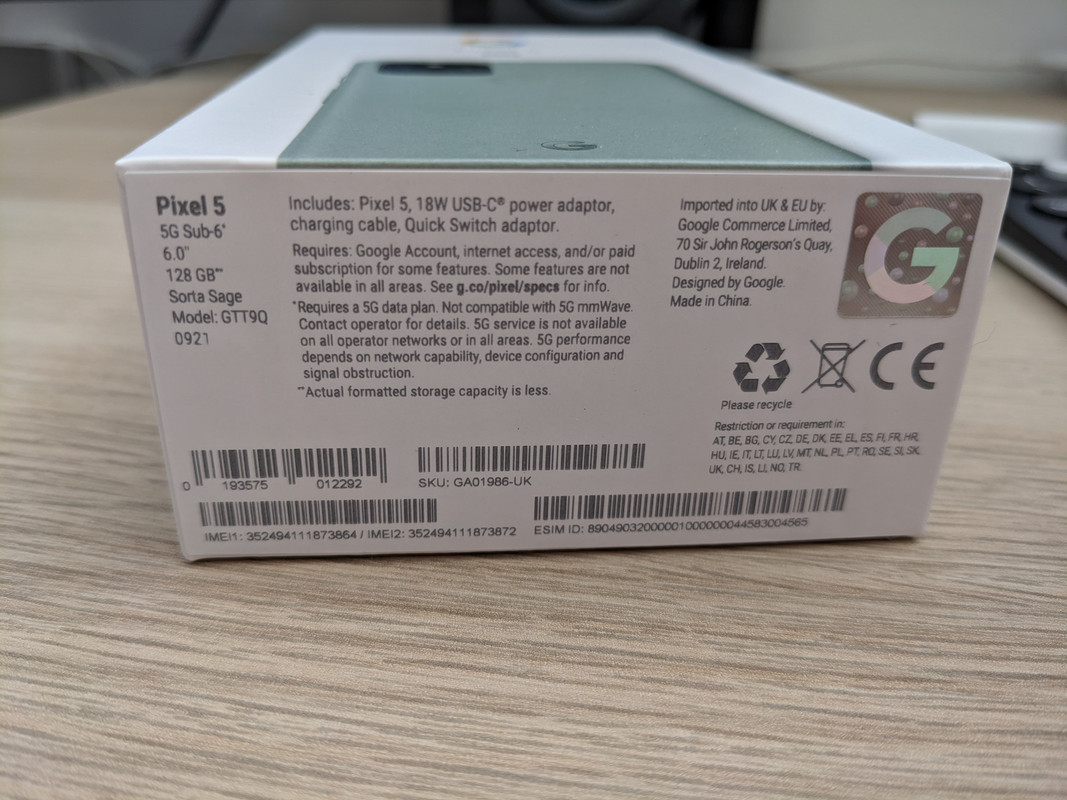 Pixel 5
5G Sub-6*
6.0"
128 GB**
Sorta Sage
Model: GTT9Q
0921
Includes: Pixel 5, 18W USB-C® power adaptor,
charging cable, Quick Switch adaptor.
Requires: Google Account, internet access, and/or paid
subscription for some features. Some features are not
available in all areas. See g.co/pixel/specs for info.
*Requires a 5G data plan. Not compatible with 5G mmWave.
Contact operator for details. 5G service is not available
on all operator networks or in all areas. 5G performance
depends on network capability, device configuration and
signal obstruction.
**Actual formatted storage capacity is less.
Imported into UK & EU by:
Google Commerce Limited,
70 Sir John Rogerson's Quay,
Dublin 2, Ireland.
Designed by Google.
Made in China.
G
CE
Please recycle
Restriction or requirement in:
AT, BE, BG, CY, CZ, DE, DK, EE, EL, ES, FI, FR, HR,
HU, IE, IT, LT, LU, LV, MT, NL, PL, PT, RO, SE, SI, SK,
UK, CH, IS, LI, NO, TR.
0 193575 012292
SKU: GA01986-UK
IMEI1: 352494111873864 / IMEI2: 352494111873872
ESIM ID: 89049032000001000000044583004565